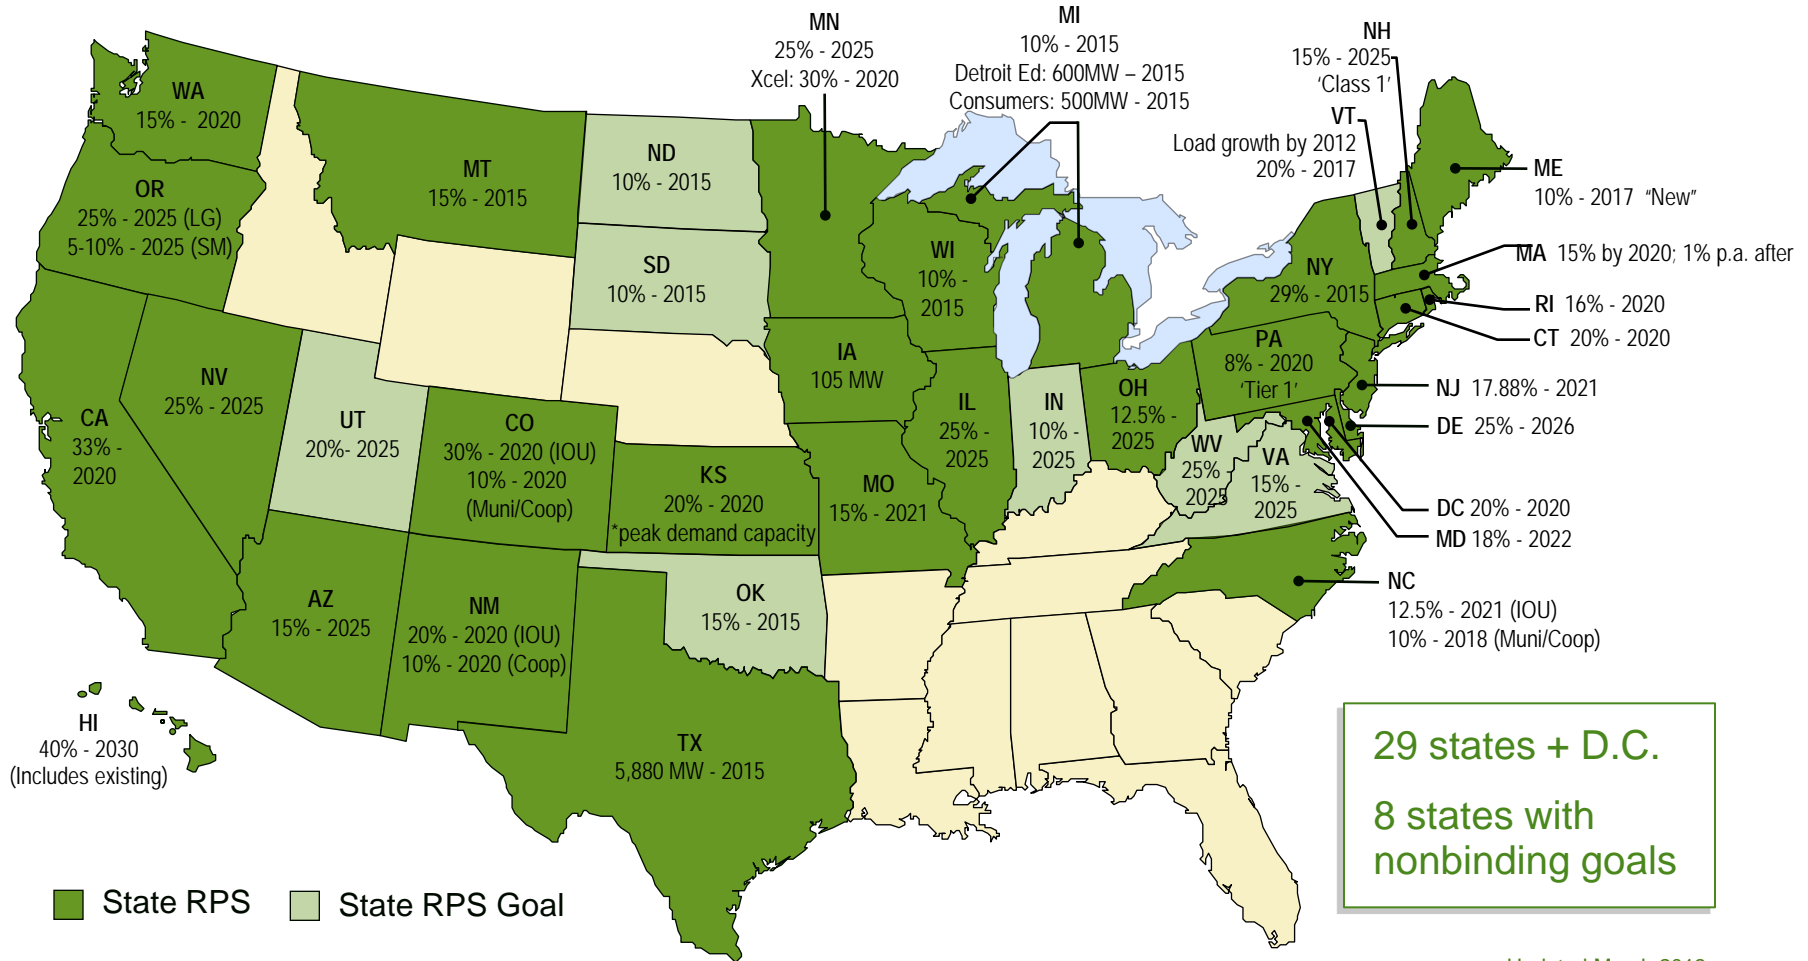 MN
25% - 2025
Xcel: 30% - 2020
MI
10% - 2015
Detroit Ed: 600MW – 2015
Consumers: 500MW - 2015
NH
15% - 2025
‘Class 1’
VT
Load growth by 2012
20% - 2017
ME
10% - 2017 “New”
MA 15% by 2020; 1% p.a. after
RI 16% - 2020
CT 20% - 2020
NJ 17.88% - 2021
DE 25% - 2026
DC 20% - 2020
MD 18% - 2022
NC
12.5% - 2021 (IOU)
10% - 2018 (Muni/Coop)
WA
15% - 2020
OR
25% - 2025 (LG)
5-10% - 2025 (SM)
MT
15% - 2015
ND
10% - 2015
SD
10% - 2015
WI
10% -
2015
NY
29% - 2015
PA
8% - 2020
‘Tier 1’
IA
105 MW
NV
25% - 2025
CA
33% -
2020
UT
20%- 2025
CO
30% - 2020 (IOU)
10% - 2020
(Muni/Coop)
KS
20% - 2020
*peak demand capacity
MO
15% - 2021
IL
25% -
2025
IN
10% -
2025
OH
12.5% -
2025
WV
25%
2025
VA
15% -
2025
AZ
15% - 2025
NM
20% - 2020 (IOU)
10% - 2020 (Coop)
OK
15% - 2015
TX
5,880 MW - 2015
HI
40% - 2030
(Includes existing)
29 states + D.C.
8 states with
nonbinding goals
State RPS
State RPS Goal